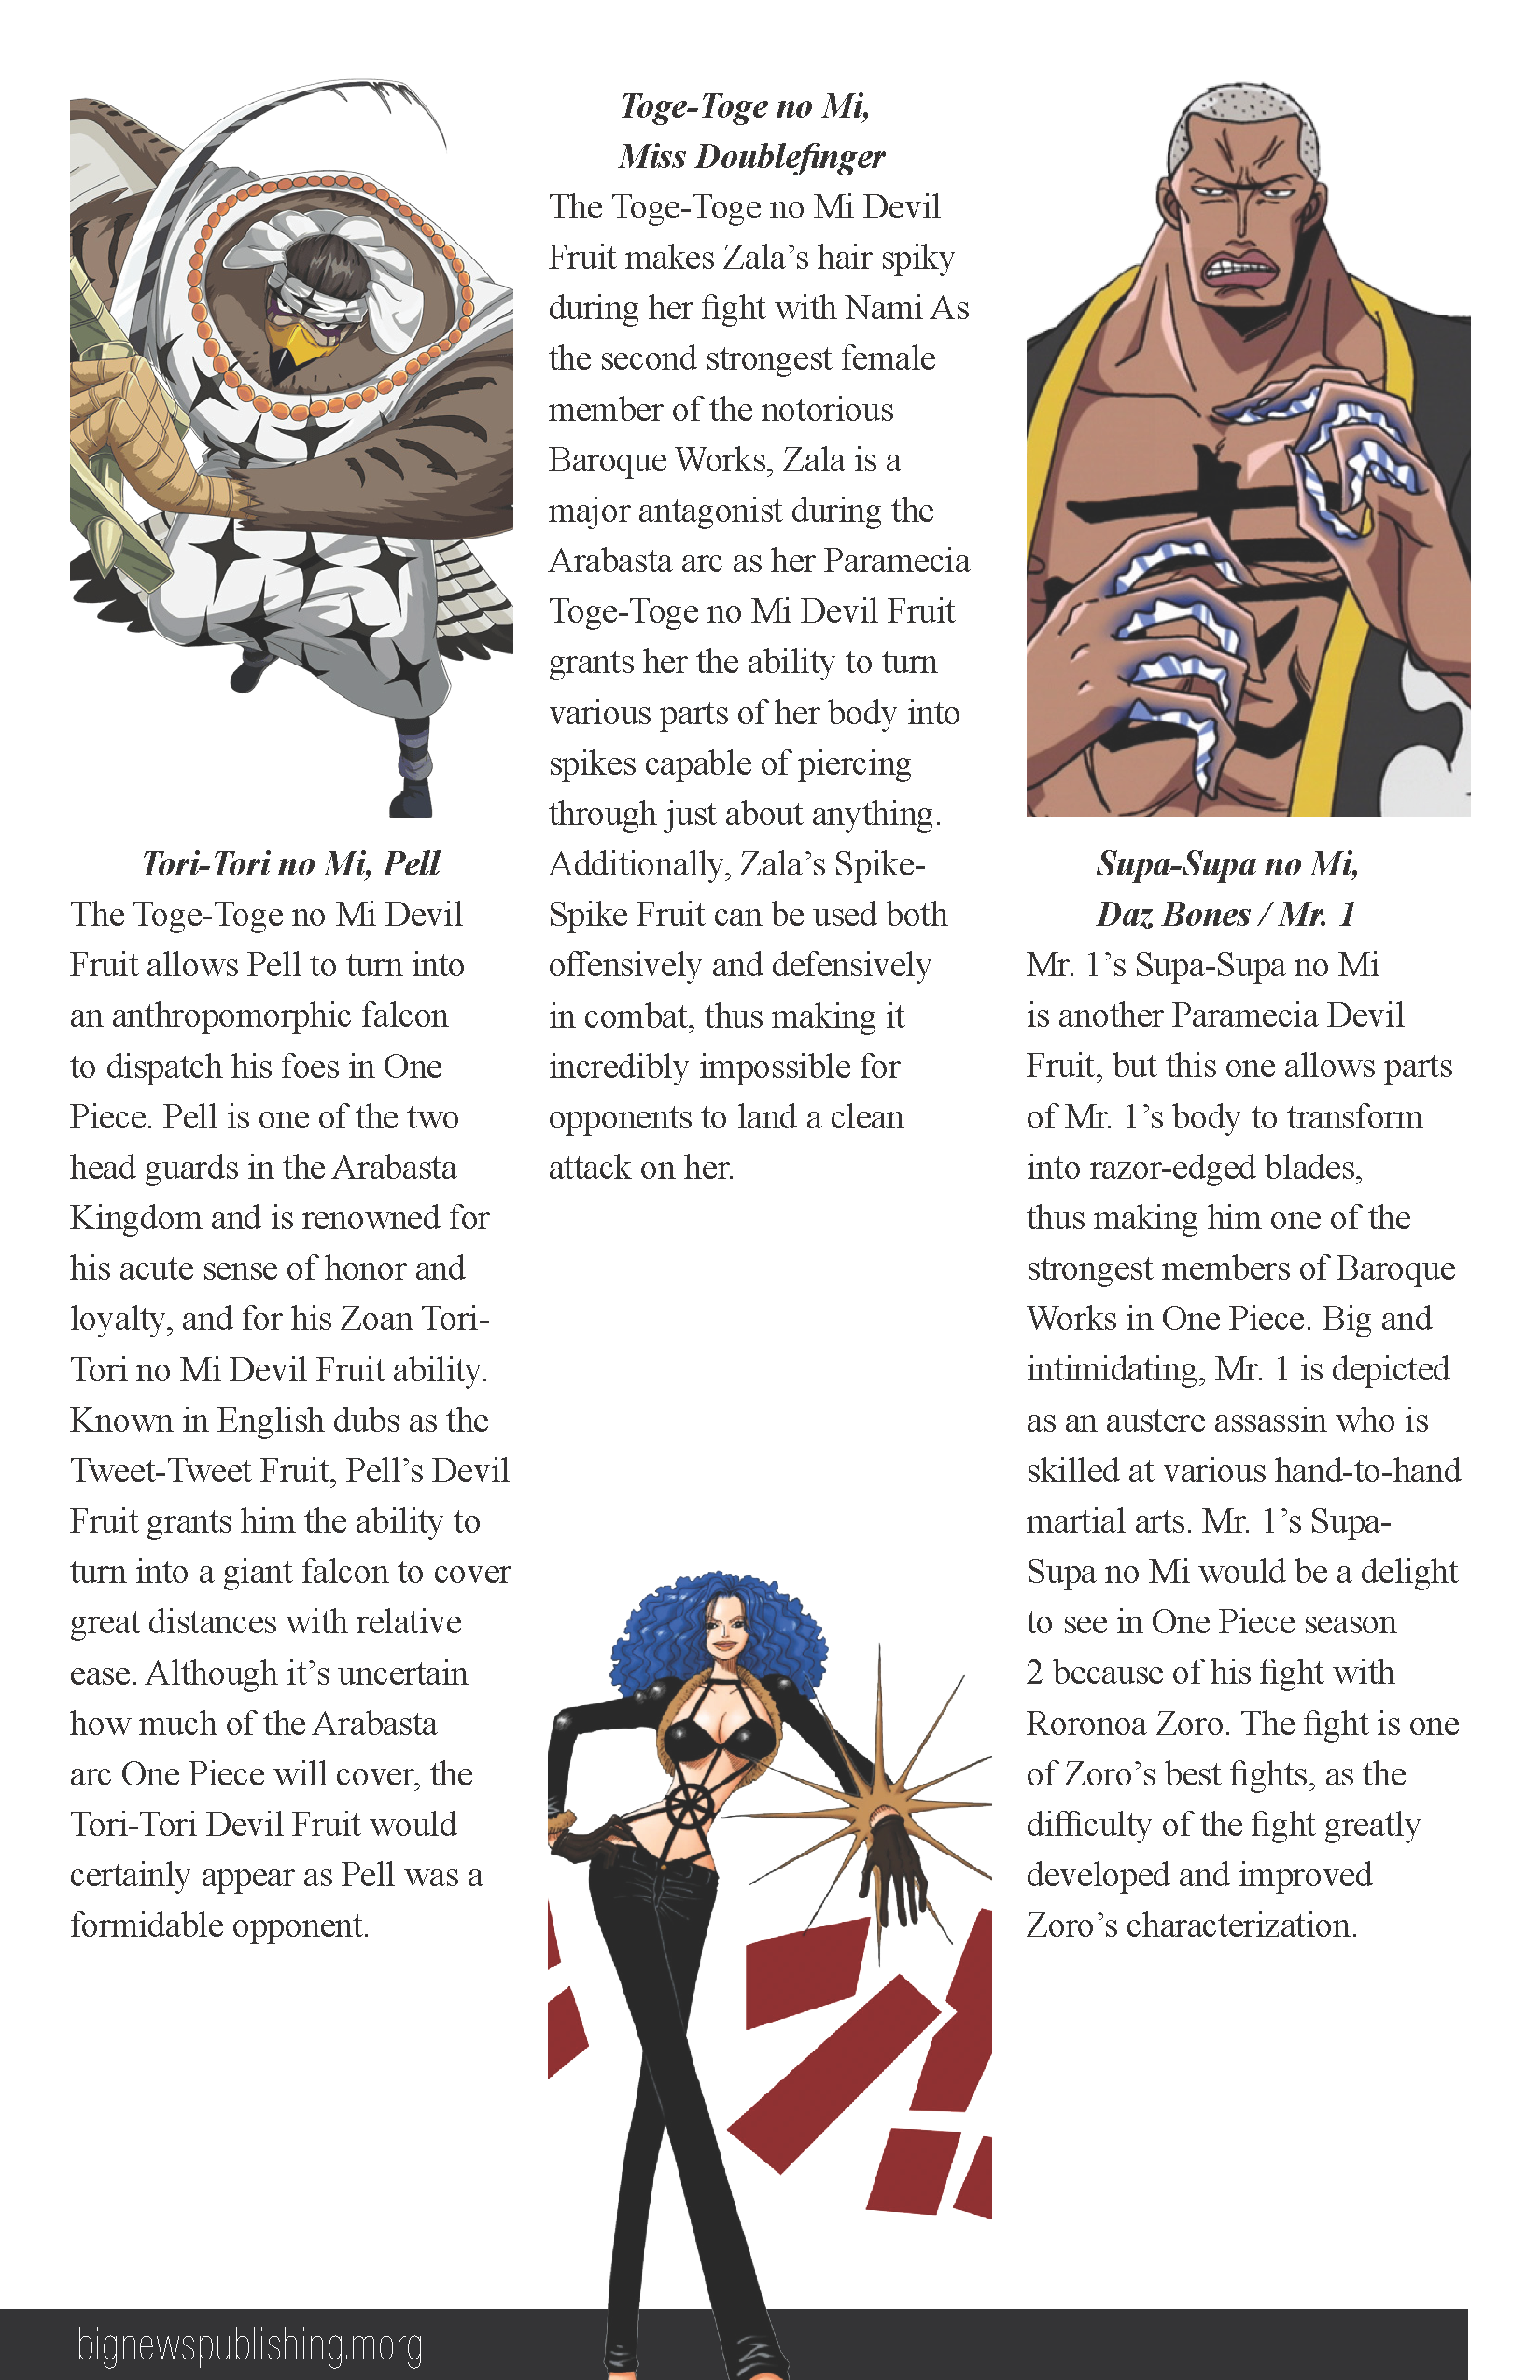 Tori-Tori no Mi, Pell
The Toge-Toge no Mi Devil
Fruit allows Pell to turn into
an anthropomorphic falcon
to dispatch his foes in One
Piece. Pell is one of the two
head guards in the Arabasta
Kingdom and is renowned for
his acute sense of honor and
loyalty, and for his Zoan Tori-
Tori no Mi Devil Fruit ability.
Known in English dubs as the
Tweet-Tweet Fruit, Pell’s Devil
Fruit grants him the ability to
turn into a giant falcon to cover
great distances with relative
ease. Although it’s uncertain
how much of the Arabasta
arc One Piece will cover, the
Tori-Tori Devil Fruit would
certainly appear as Pell was a
formidable opponent.
Toge-Toge no Mi,
Miss Doublefinger
The Toge-Toge no Mi Devil
Fruit makes Zala’s hair spiky
during her fight with Nami As
the second strongest female
member of the notorious
Baroque Works, Zala is a
major antagonist during the
Arabasta arc as her Paramecia
Toge-Toge no Mi Devil Fruit
grants her the ability to turn
various parts of her body into
spikes capable of piercing
through just about anything.
Additionally, Zala’s Spike-
Spike Fruit can be used both
offensively and defensively
in combat, thus making it
incredibly impossible for
opponents to land a clean
attack on her.
Supa-Supa no Mi,
Daz Bones / Mr. 1
Mr. 1’s Supa-Supa no Mi
is another Paramecia Devil
Fruit, but this one allows parts
of Mr. 1’s body to transform
into razor-edged blades,
thus making him one of the
strongest members of Baroque
Works in One Piece. Big and
intimidating, Mr. 1 is depicted
as an austere assassin who is
skilled at various hand-to-hand
martial arts. Mr. 1’s Supa-
Supa no Mi would be a delight
to see in One Piece season
2 because of his fight with
Roronoa Zoro. The fight is one
of Zoro’s best fights, as the
difficulty of the fight greatly
developed and improved
Zoro’s characterization.
bignewspublishing.morg